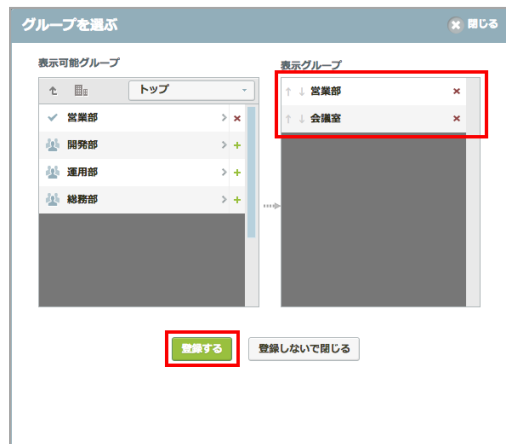 グループを選ぶ
閉じる
表示可能グループ
トップ
営業部
開発部
運用部
総務部
表示グループ
営業部
会議室
登録する
登録しないで閉じる